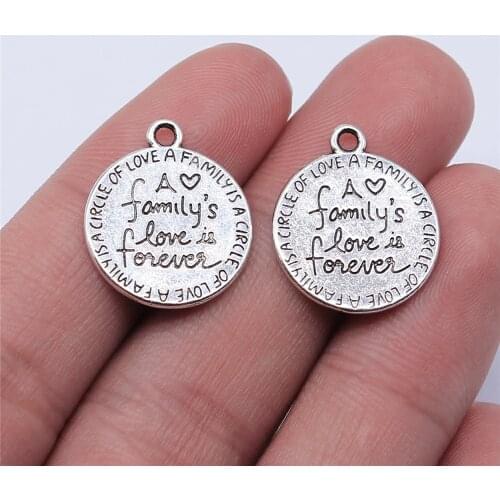 A ♡
family's
love is
forever
A FAMILY IS A CIRCLE OF LOVE A FAMILY IS A CIRCLE OF LOVE
A ♡
family's
love is
forever
A FAMILY IS A CIRCLE OF LOVE A FAMILY IS A CIRCLE OF LOVE